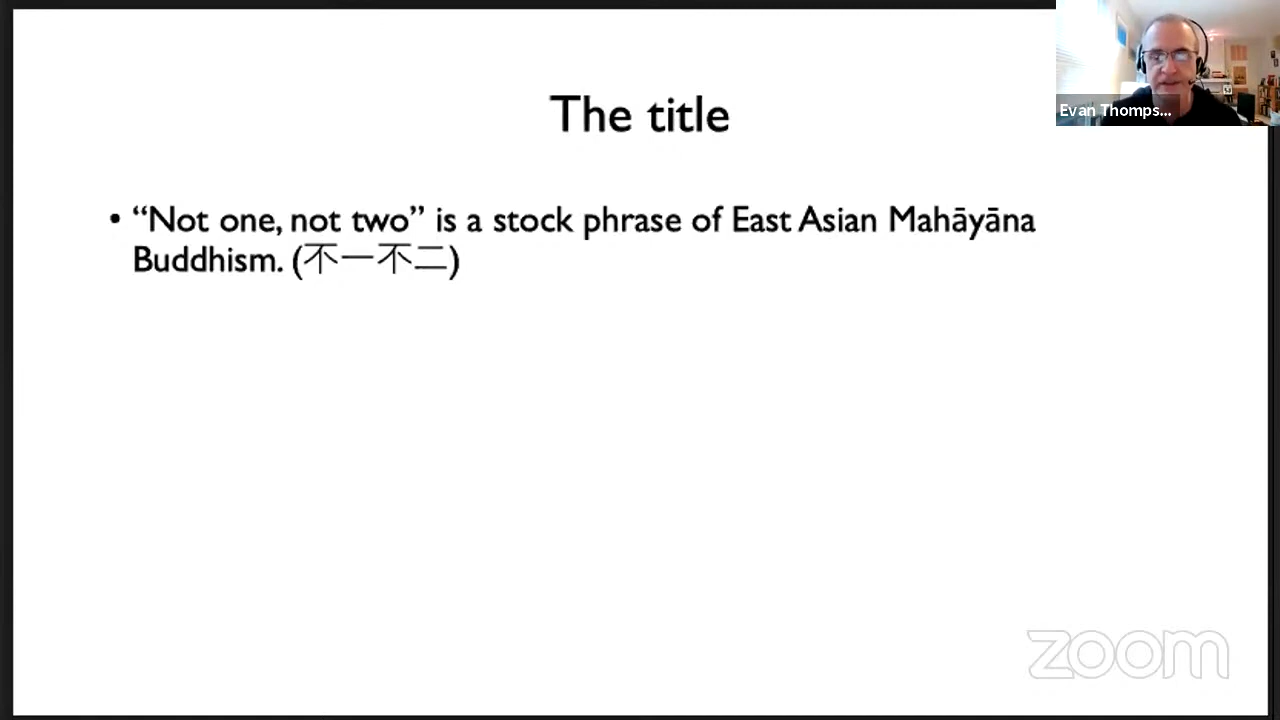 The title
Evan Thomps...
• “Not one, not two” is a stock phrase of East Asian Mahāyāna
Buddhism. (不一不二)
zoom